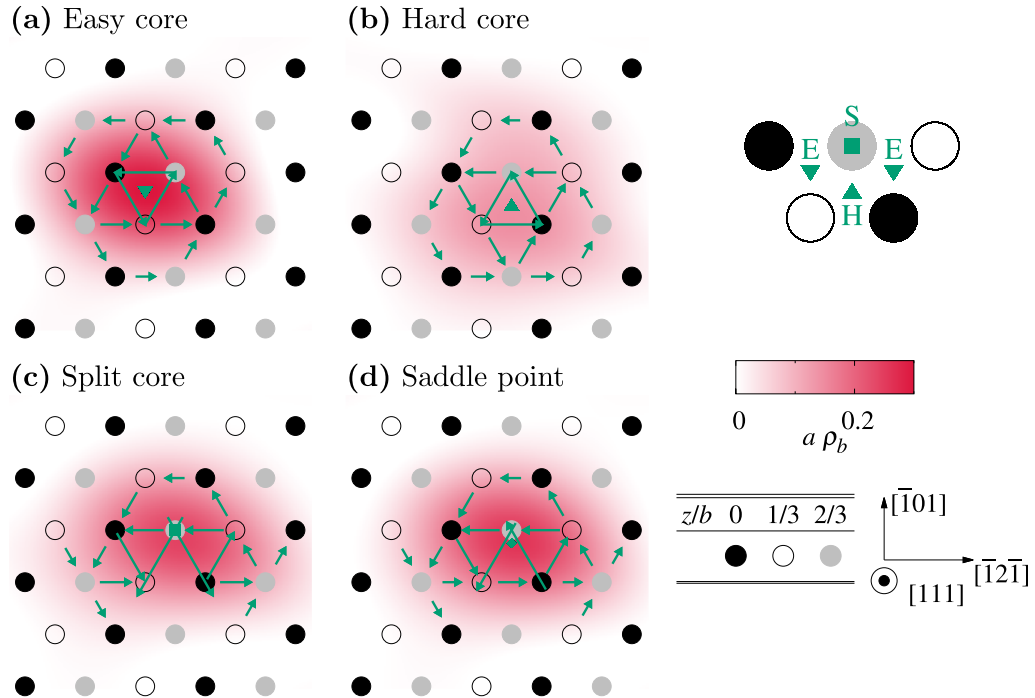 (a) Easy core
(b) Hard core
S
E E
H
(c) Split core
(d) Saddle point
0 0.2
a ρ_b
z/b 0 1/3 2/3
[1̅01]
[1̅21̅]
[111]